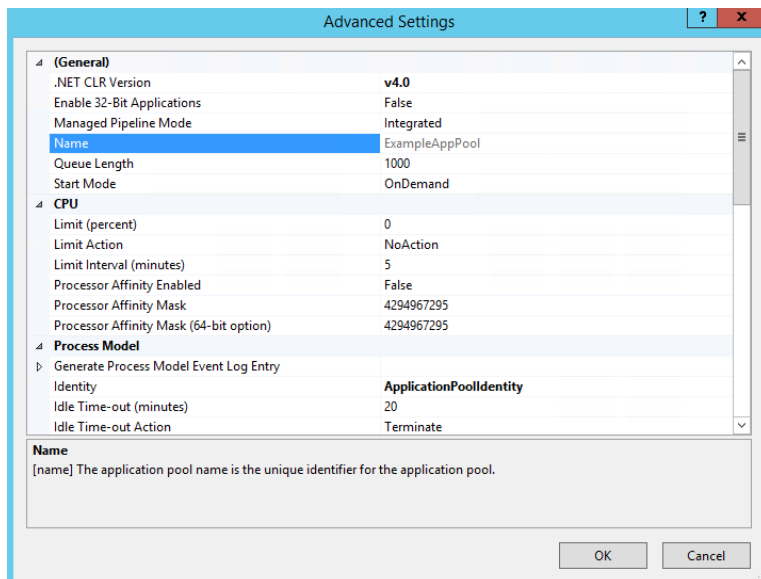 Advanced Settings
? x
(General)
.NET CLR Version v4.0
Enable 32-Bit Applications False
Managed Pipeline Mode Integrated
Name ExampleAppPool
Queue Length 1000
Start Mode OnDemand
CPU
Limit (percent) 0
Limit Action NoAction
Limit Interval (minutes) 5
Processor Affinity Enabled False
Processor Affinity Mask 4294967295
Processor Affinity Mask (64-bit option) 4294967295
Process Model
Generate Process Model Event Log Entry
Identity ApplicationPoolIdentity
Idle Time-out (minutes) 20
Idle Time-out Action Terminate
Name
[name] The application pool name is the unique identifier for the application pool.
OK Cancel